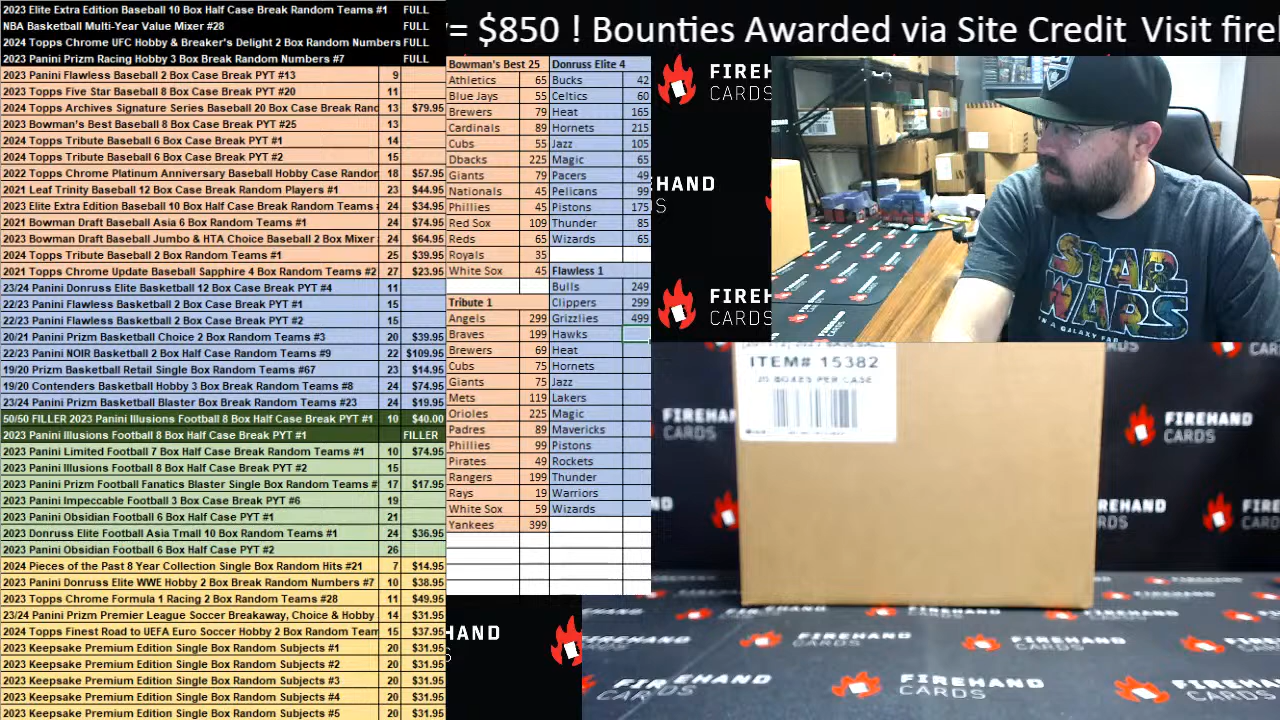 = $850 ! Bounties Awarded via Site Credit Visit fire
2023 Elite Extra Edition Baseball 10 Box Half Case Break Random Teams #1 FULL
NBA Basketball Multi-Year Value Mixer #28 FULL
2024 Topps Chrome UFC Hobby & Breaker's Delight 2 Box Random Numbers FULL
2023 Panini Prizm Racing Hobby 3 Box Break Random Numbers #7 FULL
2023 Panini Flawless Baseball 2 Box Case Break PYT #13 9
2023 Topps Five Star Baseball 8 Box Case Break PYT #20 11
2024 Topps Archives Signature Series Baseball 20 Box Case Break Ranc 13 $79.95
2023 Bowman's Best Baseball 8 Box Case Break PYT #25 13
2024 Topps Tribute Baseball 6 Box Case Break PYT #1 14
2024 Topps Tribute Baseball 6 Box Case Break PYT #2 15
2022 Topps Chrome Platinum Anniversary Baseball Hobby Case Randor 18 $57.95
2021 Leaf Trinity Baseball 12 Box Case Break Random Players #1 23 $44.95
2023 Elite Extra Edition Baseball 10 Box Half Case Break Random Teams 24 $34.95
2021 Bowman Draft Baseball Asia 6 Box Random Teams #1 24 $74.95
2023 Bowman Draft Baseball Jumbo & HTA Choice Baseball 2 Box Mixer 24 $64.95
2024 Topps Tribute Baseball 2 Box Random Teams #1 25 $39.95
2021 Topps Chrome Update Baseball Sapphire 4 Box Random Teams #2 27 $23.95
23/24 Panini Donruss Elite Basketball 12 Box Case Break PYT #4 11
22/23 Panini Flawless Basketball 2 Box Case Break PYT #1 15
22/23 Panini Flawless Basketball 2 Box Case Break PYT #2 15
20/21 Panini Prizm Basketball Choice 2 Box Random Teams #3 20 $39.95
22/23 Panini NOIR Basketball 2 Box Case Break Random Teams #9 22 $109.95
19/20 Prizm Basketball Retail Single Box Random Teams #67 23 $14.95
19/20 Contenders Basketball Hobby 3 Box Break Random Teams #8 24 $74.95
23/24 Panini Prizm Basketball Blaster Box Break Random Teams #23 24 $19.95
50/50 FILLER 2023 Panini Illusions Football 8 Box Half Case Break PYT #1 10 $40.00
2023 Panini Illusions Football 8 Box Half Case Break PYT #1 FILLER
2023 Panini Limited Football 7 Box Half Case Break Random Teams #1 10 $74.95
2023 Panini Illusions Football 8 Box Half Case Break PYT #2 15
2023 Panini Prizm Football Fanatics Blaster Single Box Random Teams # 17 $17.95
2023 Panini Impeccable Football 3 Box Case Break PYT #6 19
2023 Panini Obsidian Football 6 Box Half Case PYT #1 21
2023 Donruss Elite Football Asia Tmall 10 Box Random Teams #1 24 $36.95
2023 Panini Obsidian Football 6 Box Half Case PYT #2 26
2024 Pieces of the Past 8 Year Collection Single Box Random Hits #21 7 $14.95
2023 Panini Donruss Elite WWE Hobby 2 Box Break Random Numbers #7 10 $38.95
2023 Topps Chrome Formula 1 Racing 2 Box Random Teams #28 11 $49.95
23/24 Panini Prizm Premier League Soccer Breakaway, Choice & Hobby 14 $31.95
2024 Topps Finest Road to UEFA Euro Soccer Hobby 2 Box Random Team 15 $37.95
2023 Keepsake Premium Edition Single Box Random Subjects #1 20 $31.95
2023 Keepsake Premium Edition Single Box Random Subjects #2 20 $31.95
2023 Keepsake Premium Edition Single Box Random Subjects #3 20 $31.95
2023 Keepsake Premium Edition Single Box Random Subjects #4 20 $31.95
2023 Keepsake Premium Edition Single Box Random Subjects #5 20 $31.95
Bowman's Best 25
Athletics 65
Blue Jays 55
Brewers 79
Cardinals 89
Cubs 55
Dbacks 225
Giants 79
Nationals 45
Phillies 45
Red Sox 109
Reds 65
Royals 35
White Sox 45
Tribute 1
Angels 299
Braves 199
Brewers 69
Cubs 75
Giants 75
Mets 119
Orioles 225
Padres 89
Phillies 99
Pirates 49
Rangers 199
Rays 19
White Sox 59
Yankees 399
Donruss Elite 4
Bucks 42
Celtics 60
Heat 165
Hornets 215
Jazz 105
Magic 65
Pacers 49
Pelicans 99
Pistons 175
Thunder 85
Wizards 65
Flawless 1
Bulls 249
Clippers 299
Grizzlies 499
Hawks
Heat
Hornets
Jazz
Lakers
Magic
Mavericks
Pistons
Rockets
Thunder
Warriors
Wizards
FIREH
CARDS
HAND
S
FIREH
CARDS
HAND
STAR
WARS
IN A GALAXY FAR
ITEM# 15382
20 BOXES PER CASE
FIREHAND
CARDS
FIREHAND
CARDS
FIREHAND
CARDS
FIREHAND
CARDS
FIREHAND
CARDS
FIREHAND
CARDS
FIREHAND
CARDS